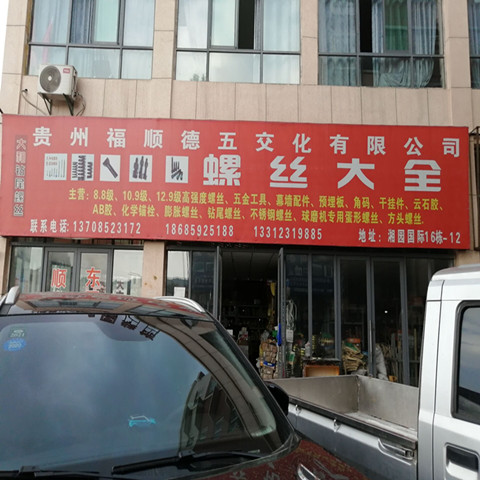 贵州福顺德五交化有限公司
螺丝大全
主营：8.8级、10.9级、12.9级高强度螺丝、五金工具、幕墙配件、预埋板、角码、干挂件、云石胶、
AB胶、化学锚栓、膨胀螺丝、钻尾螺丝、不锈钢螺丝、球磨机专用蛋形螺丝、方头螺丝。
联系电话：13708523172 18685925188 13312319885 地址：湘园国际16栋-12
顺 东